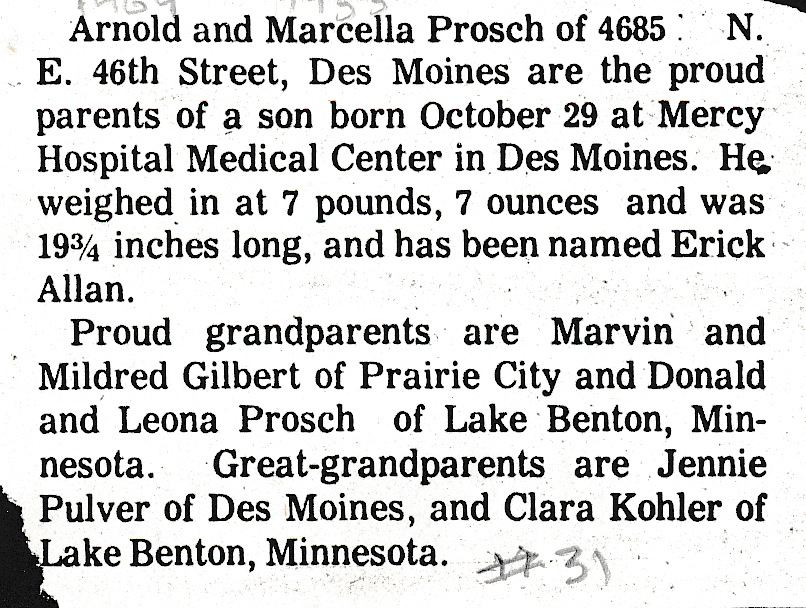 Arnold and Marcella Prosch of 4685 N.
E. 46th Street, Des Moines are the proud
parents of a son born October 29 at Mercy
Hospital Medical Center in Des Moines. He
weighed in at 7 pounds, 7 ounces and was
19¾ inches long, and has been named Erick
Allan.
Proud grandparents are Marvin and
Mildred Gilbert of Prairie City and Donald
and Leona Prosch of Lake Benton, Min-
nesota. Great-grandparents are Jennie
Pulver of Des Moines, and Clara Kohler of
Lake Benton, Minnesota. #31